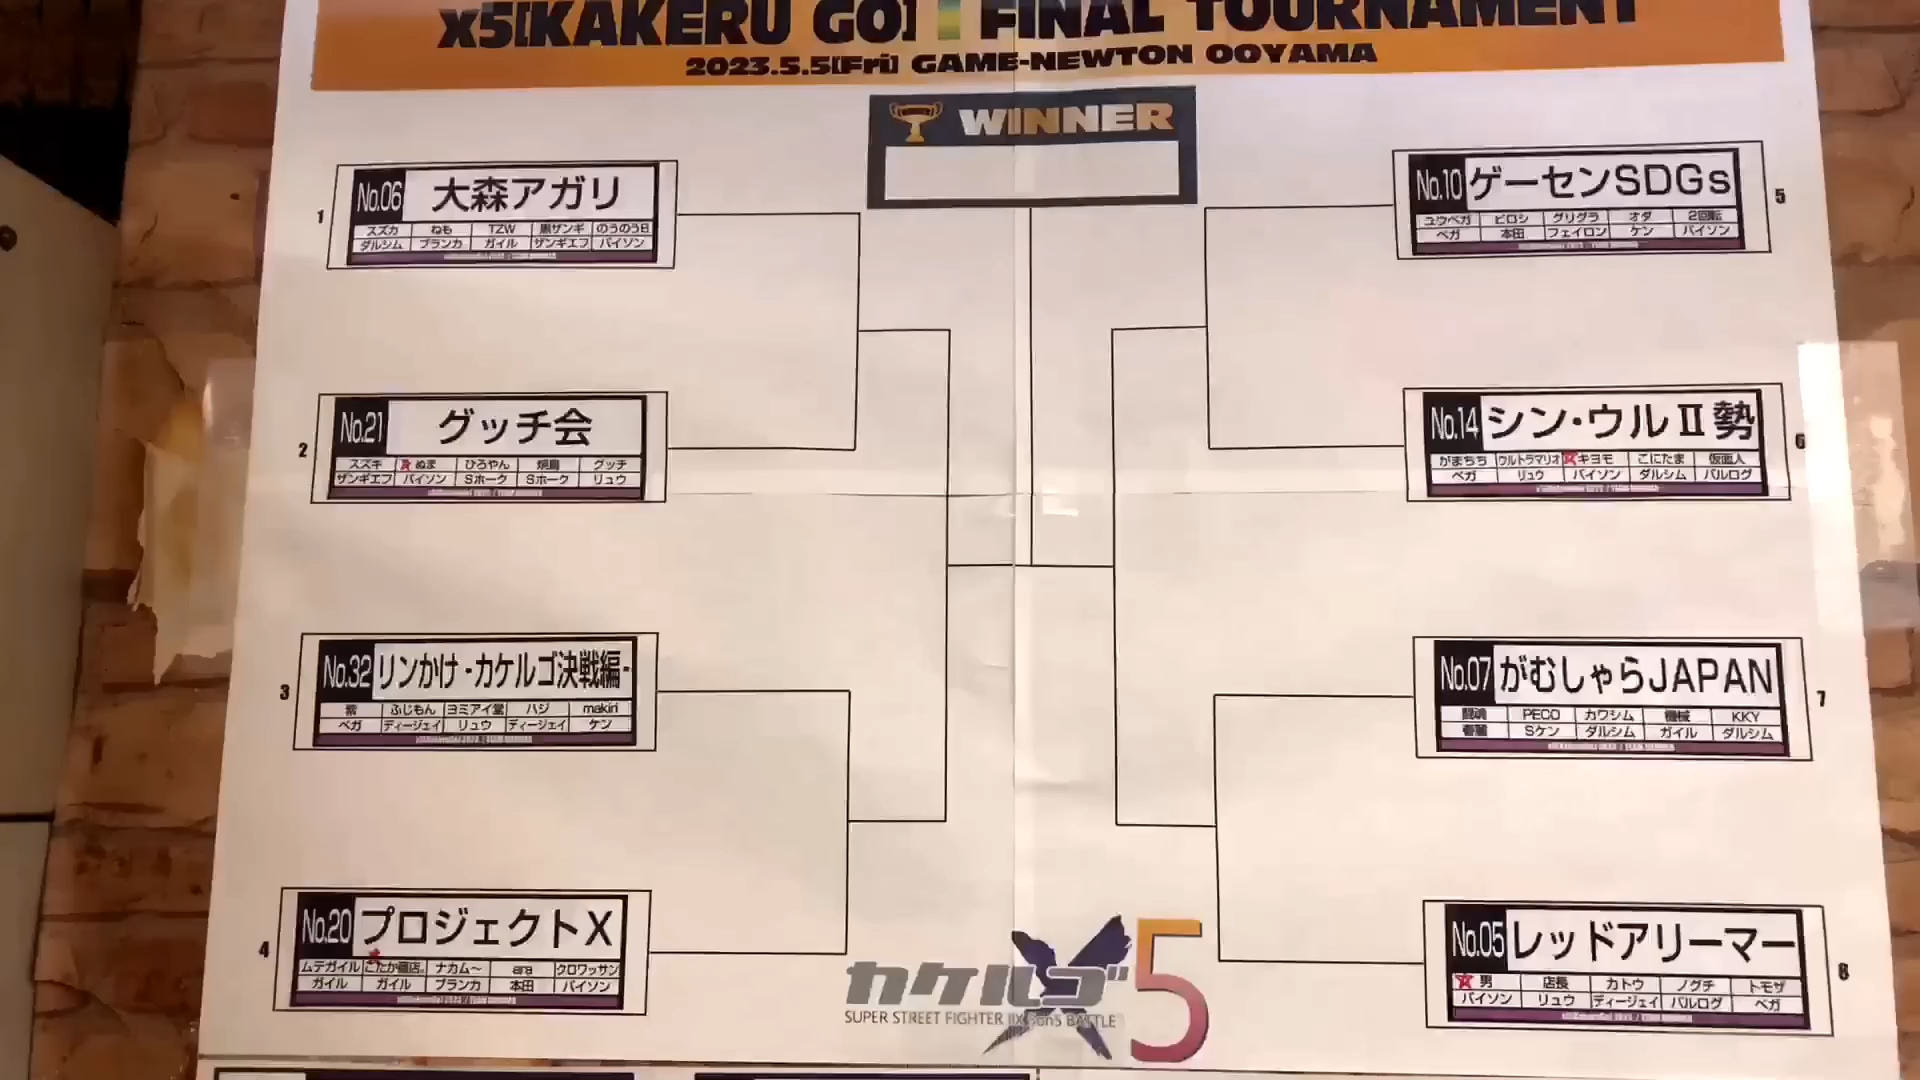 x5[KAKERU GO] FINAL TOURNAMENT
2023.5.5[Fri] GAME-NEWTON OOYAMA
WINNER
1
No.06 大森アガリ
スズカ ねも TZW 黒ザンギ のうのう日
ダルシム ブランカ ガイル ザンギエフ バイソン
2
No.21 グッチ会
スズキ ぬま ひろやん 焼鳥 グッチ
ザンギエフ バイソン Sホーク Sホーク リュウ
3
No.32 リンかけ -カケルゴ決戦編-
紫 ふじもん ヨミアイ堂 ハジ makiri
ベガ ディージェイ リュウ ディージェイ ケン
4
No.20 プロジェクトX
ムテガイル こたか商店。 ナカム〜 ara クロワッサン
ガイル ガイル ブランカ 本田 バイソン
5
No.10 ゲーセンSDGs
ユウベガ ピロシ グリグラ オダ 2回転
ベガ 本田 フェイロン ケン バイソン
6
No.14 シン・ウルⅡ勢
がまちち ウルトラマリオ キヨモ こにたま 仮面人
ベガ リュウ バイソン ダルシム バルログ
7
No.07 がむしゃらJAPAN
闘魂 PECO カワシム 機械 KKY
春麗 Sケン ダルシム ガイル ダルシム
8
No.05 レッドアリーマー
男 店長 カトウ ノグチ トモザ
バイソン リュウ ディージェイ バルログ ベガ
カケルゴ 5
SUPER STREET FIGHTER IIX 5on5 BATTLE